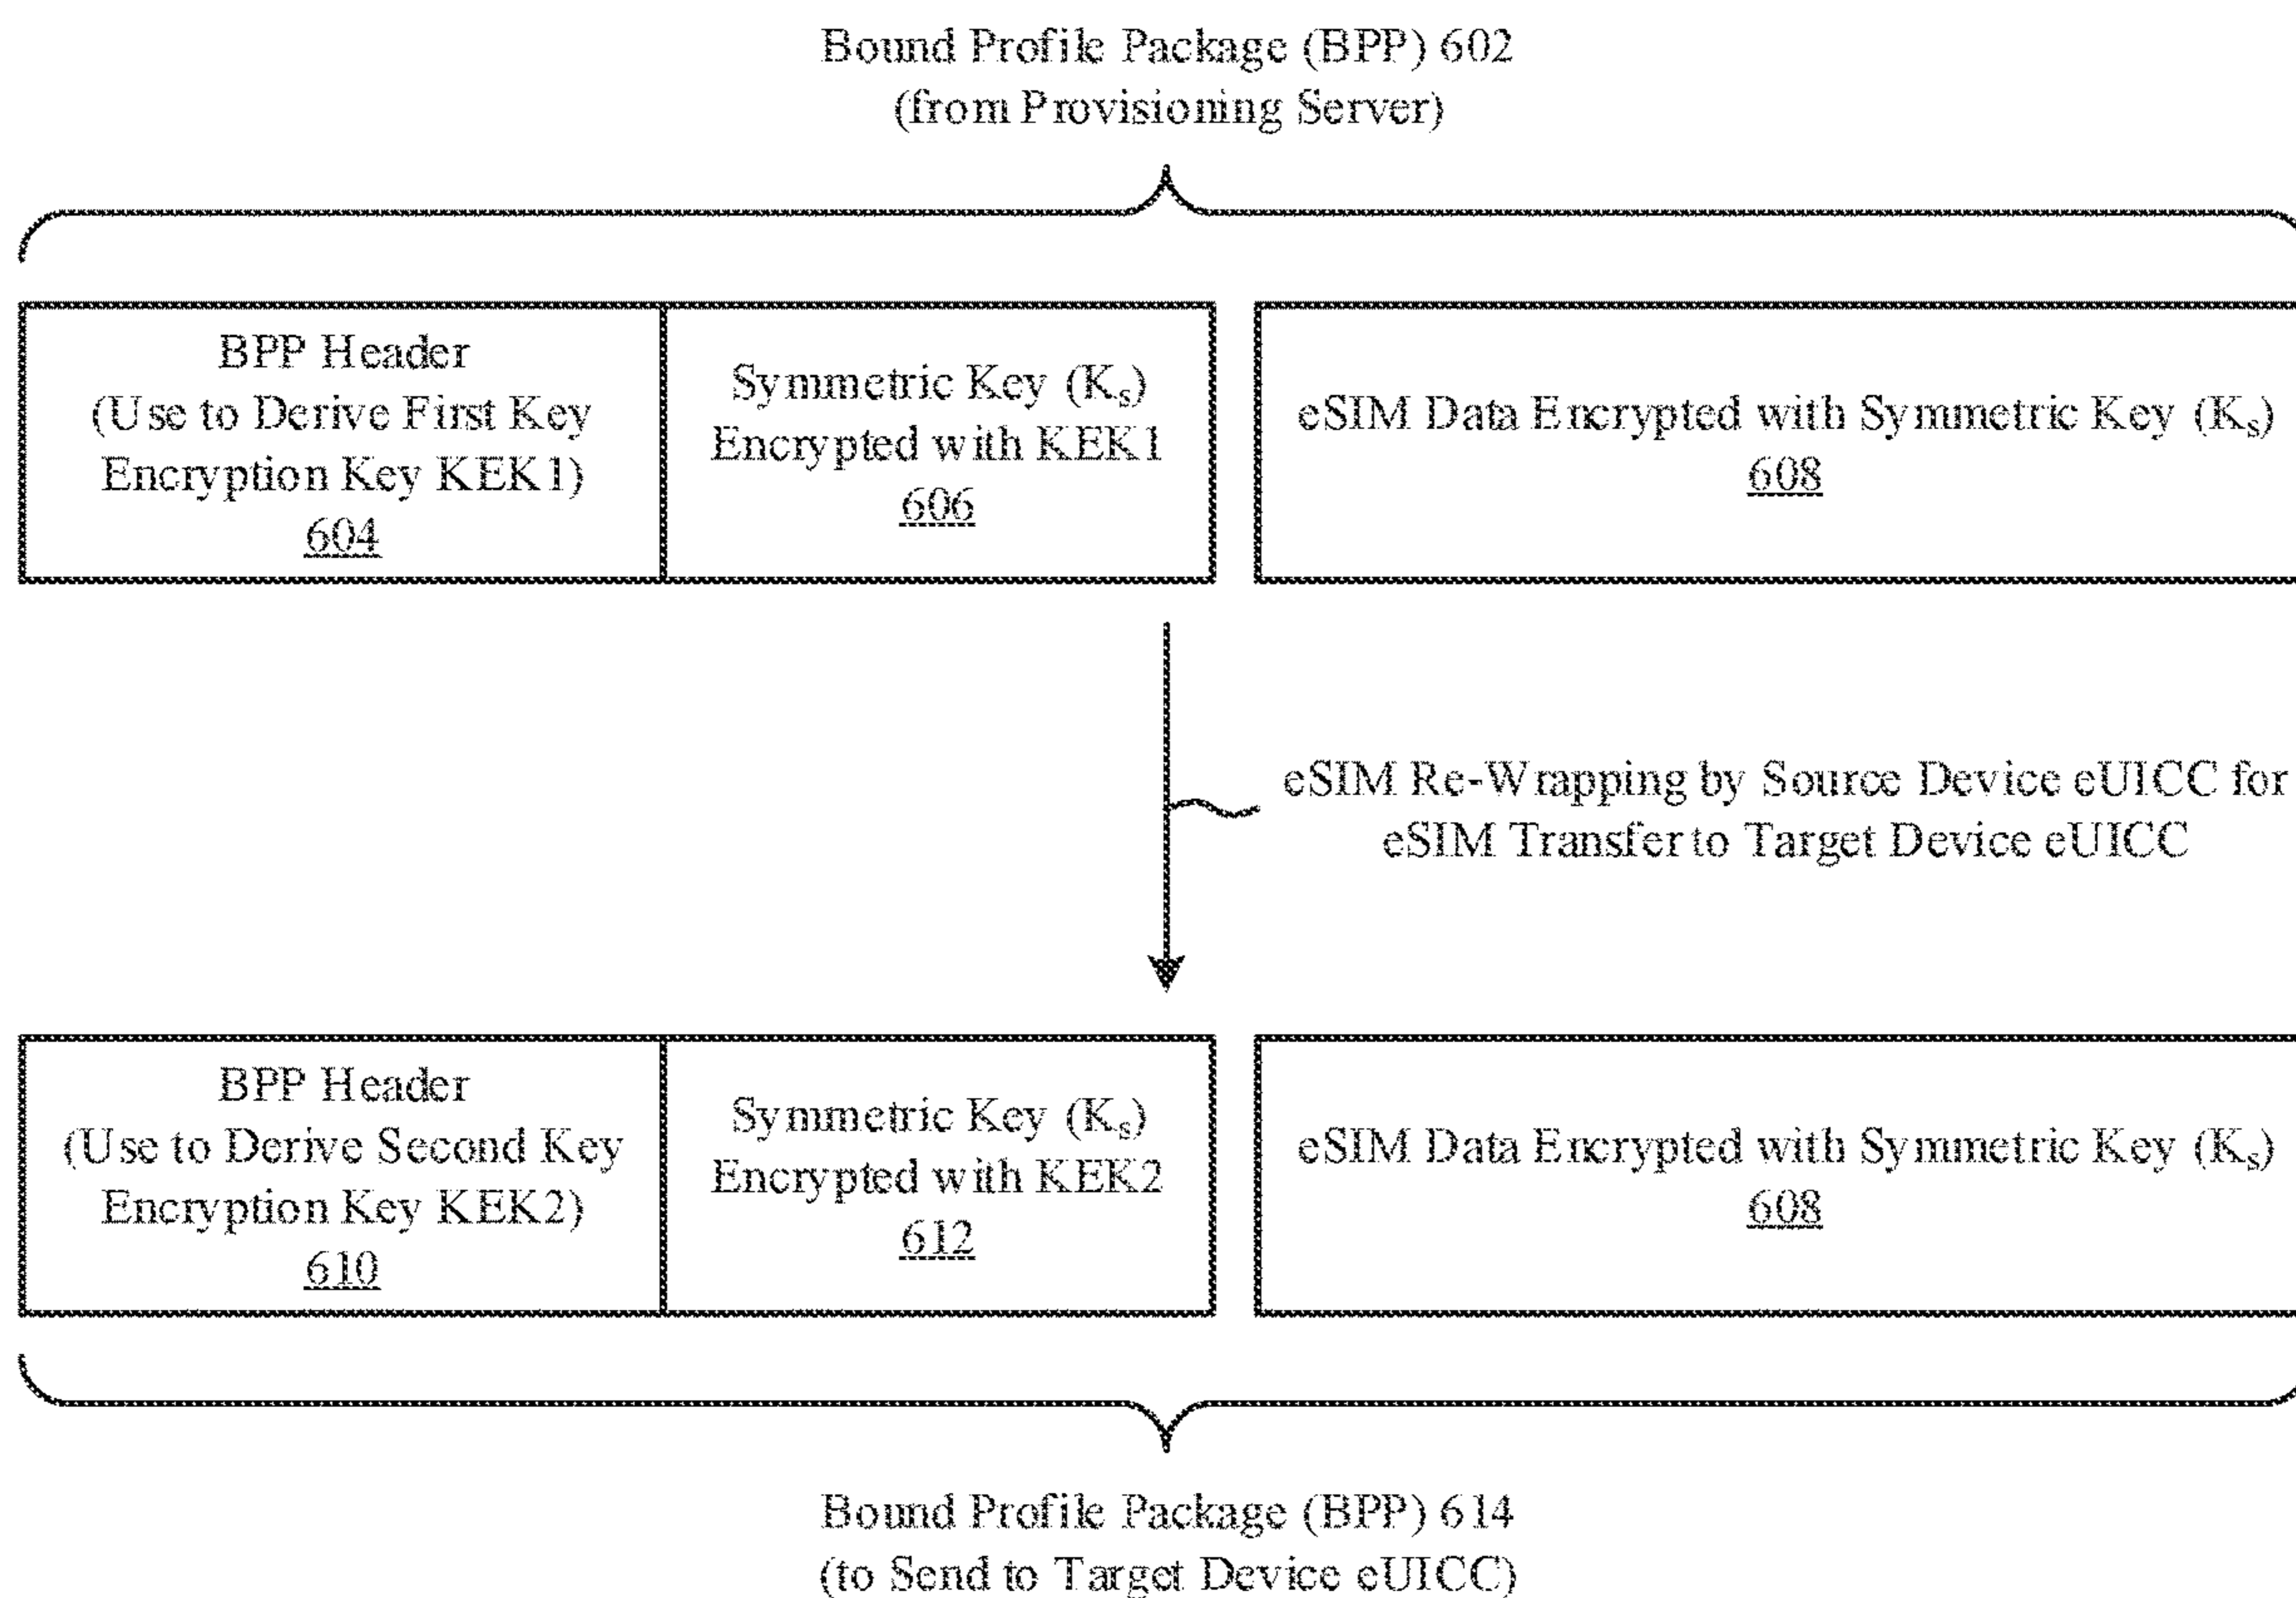 Bound Profile Package (BPP) 602
(from Provisioning Server)
BPP Header
(Use to Derive First Key
Encryption Key KEK1)
604
Symmetric Key (Ks)
Encrypted with KEK1
606
eSIM Data Encrypted with Symmetric Key (Ks)
608
eSIM Re-Wrapping by Source Device eUICC for
eSIM Transfer to Target Device eUICC
BPP Header
(Use to Derive Second Key
Encryption Key KEK2)
610
Symmetric Key (Ks)
Encrypted with KEK2
612
eSIM Data Encrypted with Symmetric Key (Ks)
608
Bound Profile Package (BPP) 614
(to Send to Target Device eUICC)